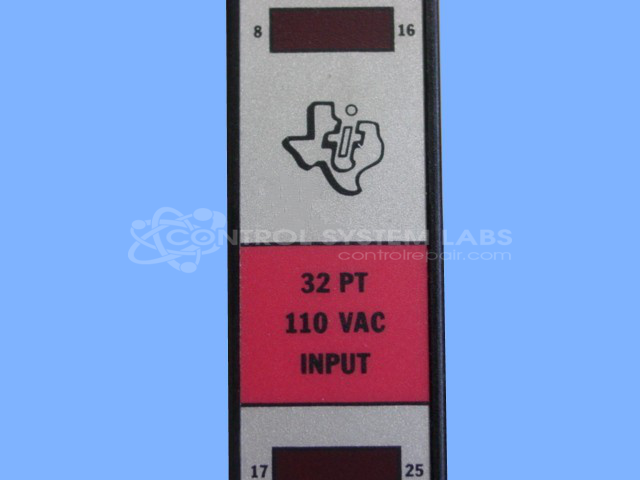 8 16
CONTROL SYSTEM LABS
controlrepair.com
32 PT
110 VAC
INPUT
17 25